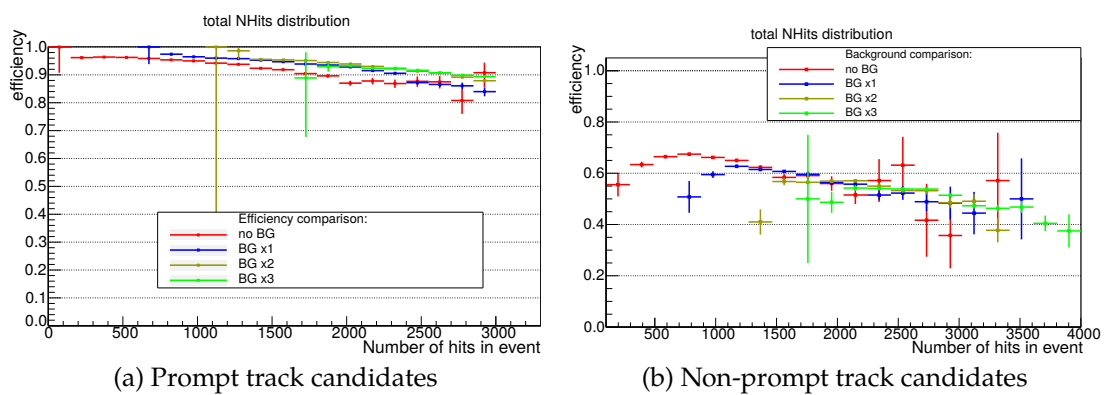 total NHits distribution
efficiency
1.0
0.9
0.8
0.7
0.6
0.5
0.4
0.3
0.2
0.1
0.0
Efficiency comparison:
no BG
BG x1
BG x2
BG x3
0 500 1000 1500 2000 2500 3000
Number of hits in event
(a) Prompt track candidates
total NHits distribution
efficiency
1.0
0.8
0.6
0.4
0.2
0.0
Background comparison:
no BG
BG x1
BG x2
BG x3
500 1000 1500 2000 2500 3000 3500 4000
Number of hits in event
(b) Non-prompt track candidates